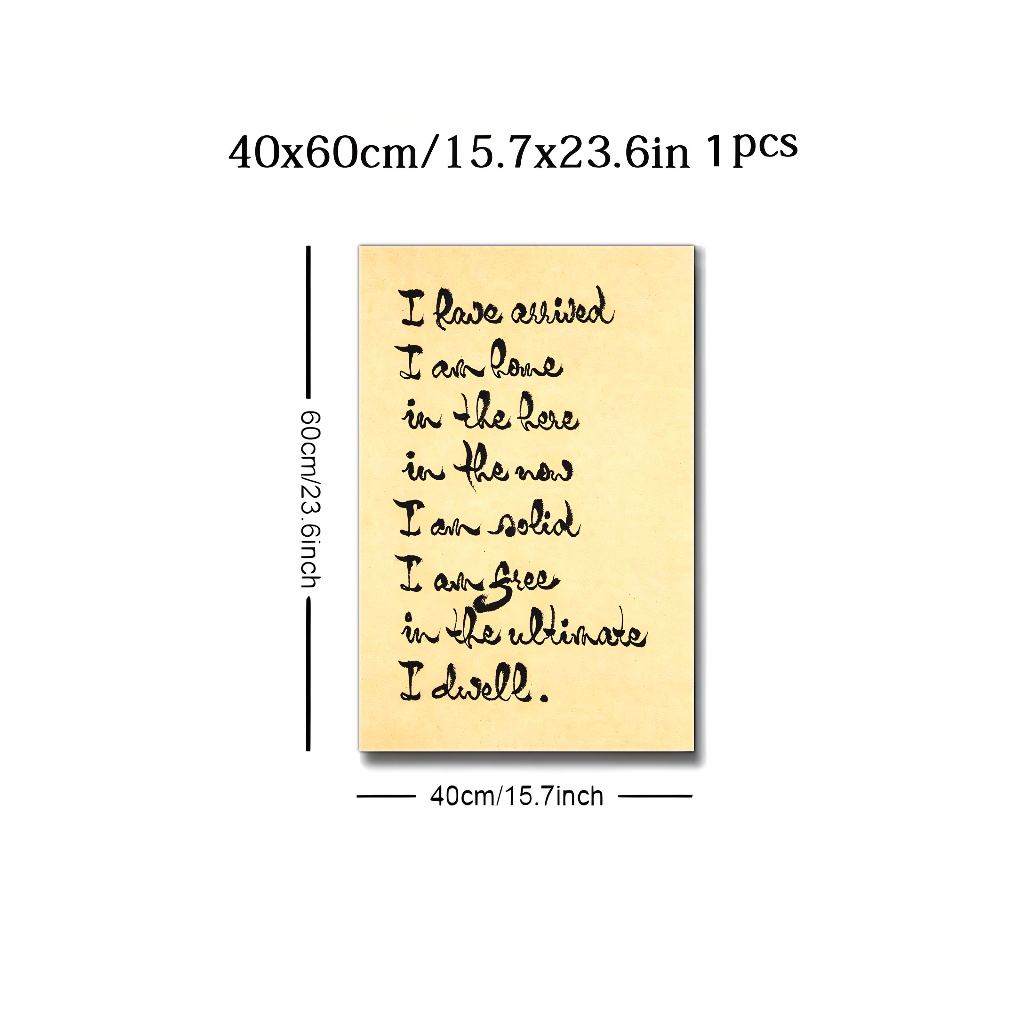 40x60cm/15.7x23.6in 1pcs
60cm/23.6inch
I have arrived
I am home
in the here
in the now
I am solid
I am free
in the ultimate
I dwell.
40cm/15.7inch